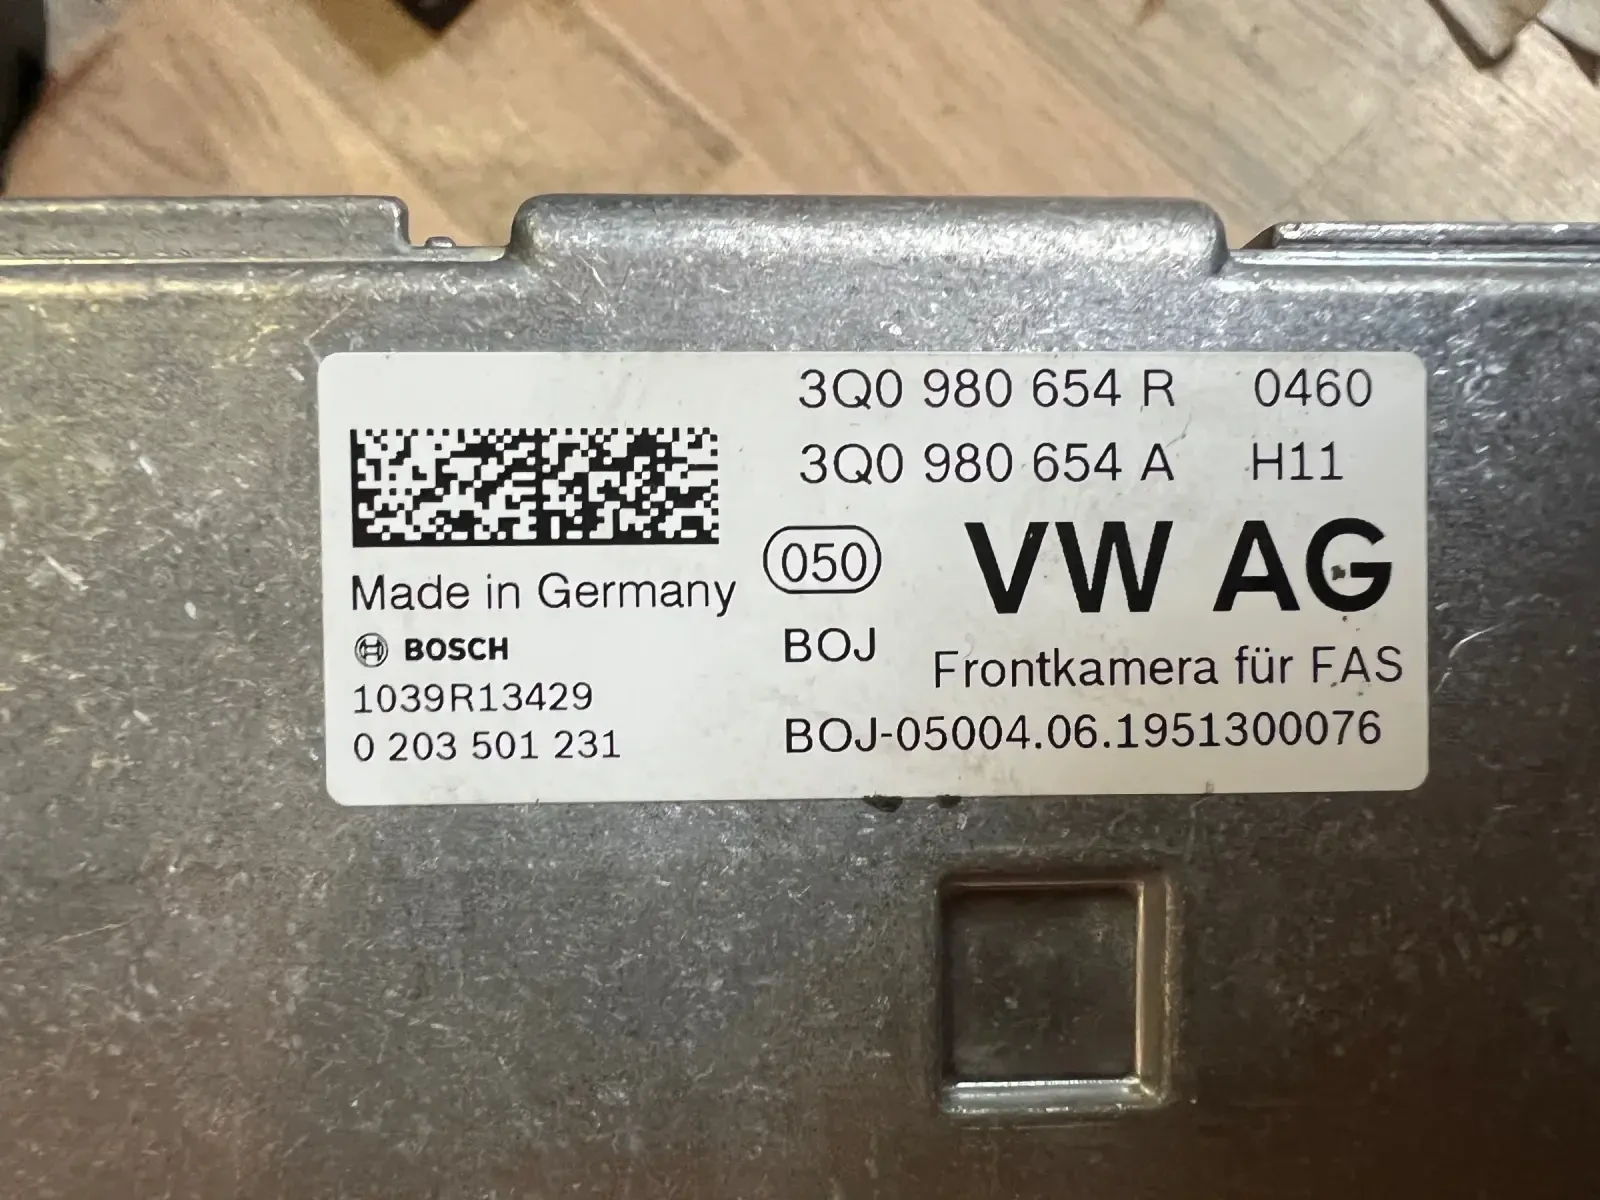 3Q0 980 654 R 0460
3Q0 980 654 A H11
050 VW AG
Made in Germany
BOSCH BOJ Frontkamera für FAS
1039R13429
0 203 501 231 BOJ-05004.06.1951300076